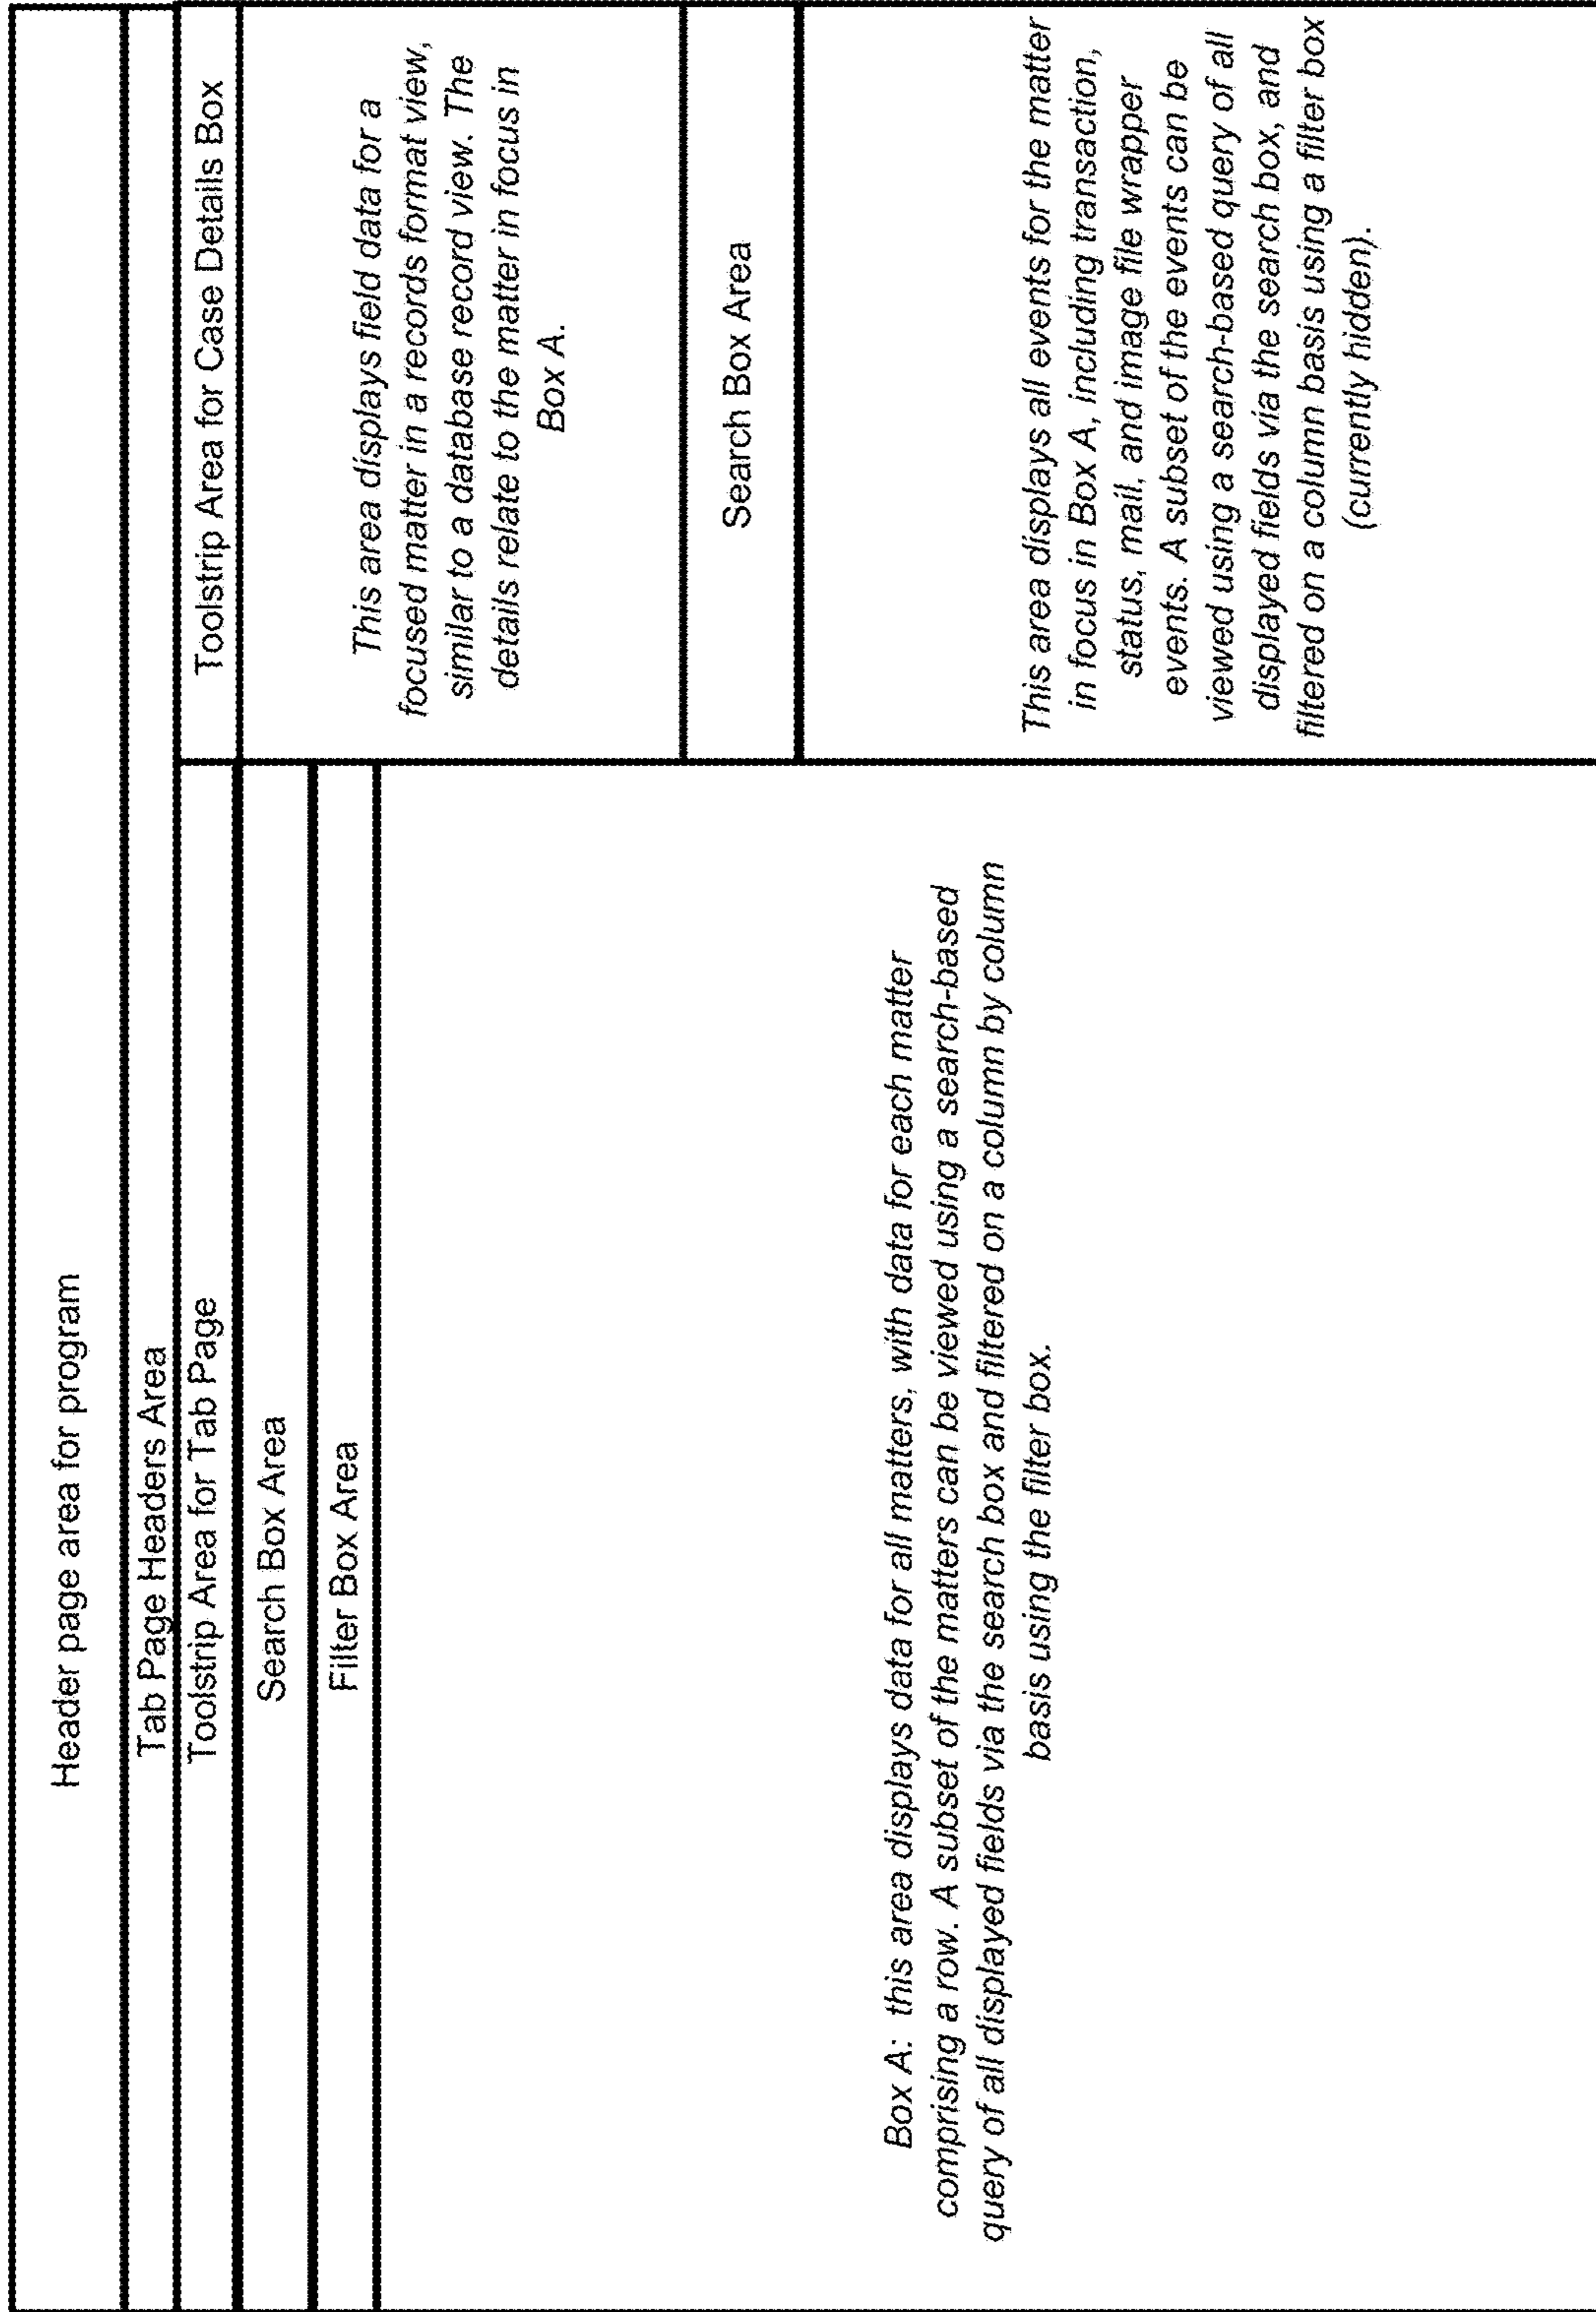 Header page area for program
Tab Page Headers Area
Toolstrip Area for Tab Page
Search Box Area
Filter Box Area
Box A:  this area displays data for all matters, with data for each matter
comprising a row. A subset of the matters can be viewed using a search-based
query of all displayed fields via the search box and filtered on a column by column
basis using the filter box.
Toolstrip Area for Case Details Box
This area displays field data for a
focused matter in a records format view,
similar to a database record view. The
details relate to the matter in focus in
Box A.
Search Box Area
This area displays all events for the matter
in focus in Box A, including transaction,
status, mail, and image file wrapper
events. A subset of the events can be
viewed using a search-based query of all
displayed fields via the search box, and
filtered on a column basis using a filter box
(currently hidden).